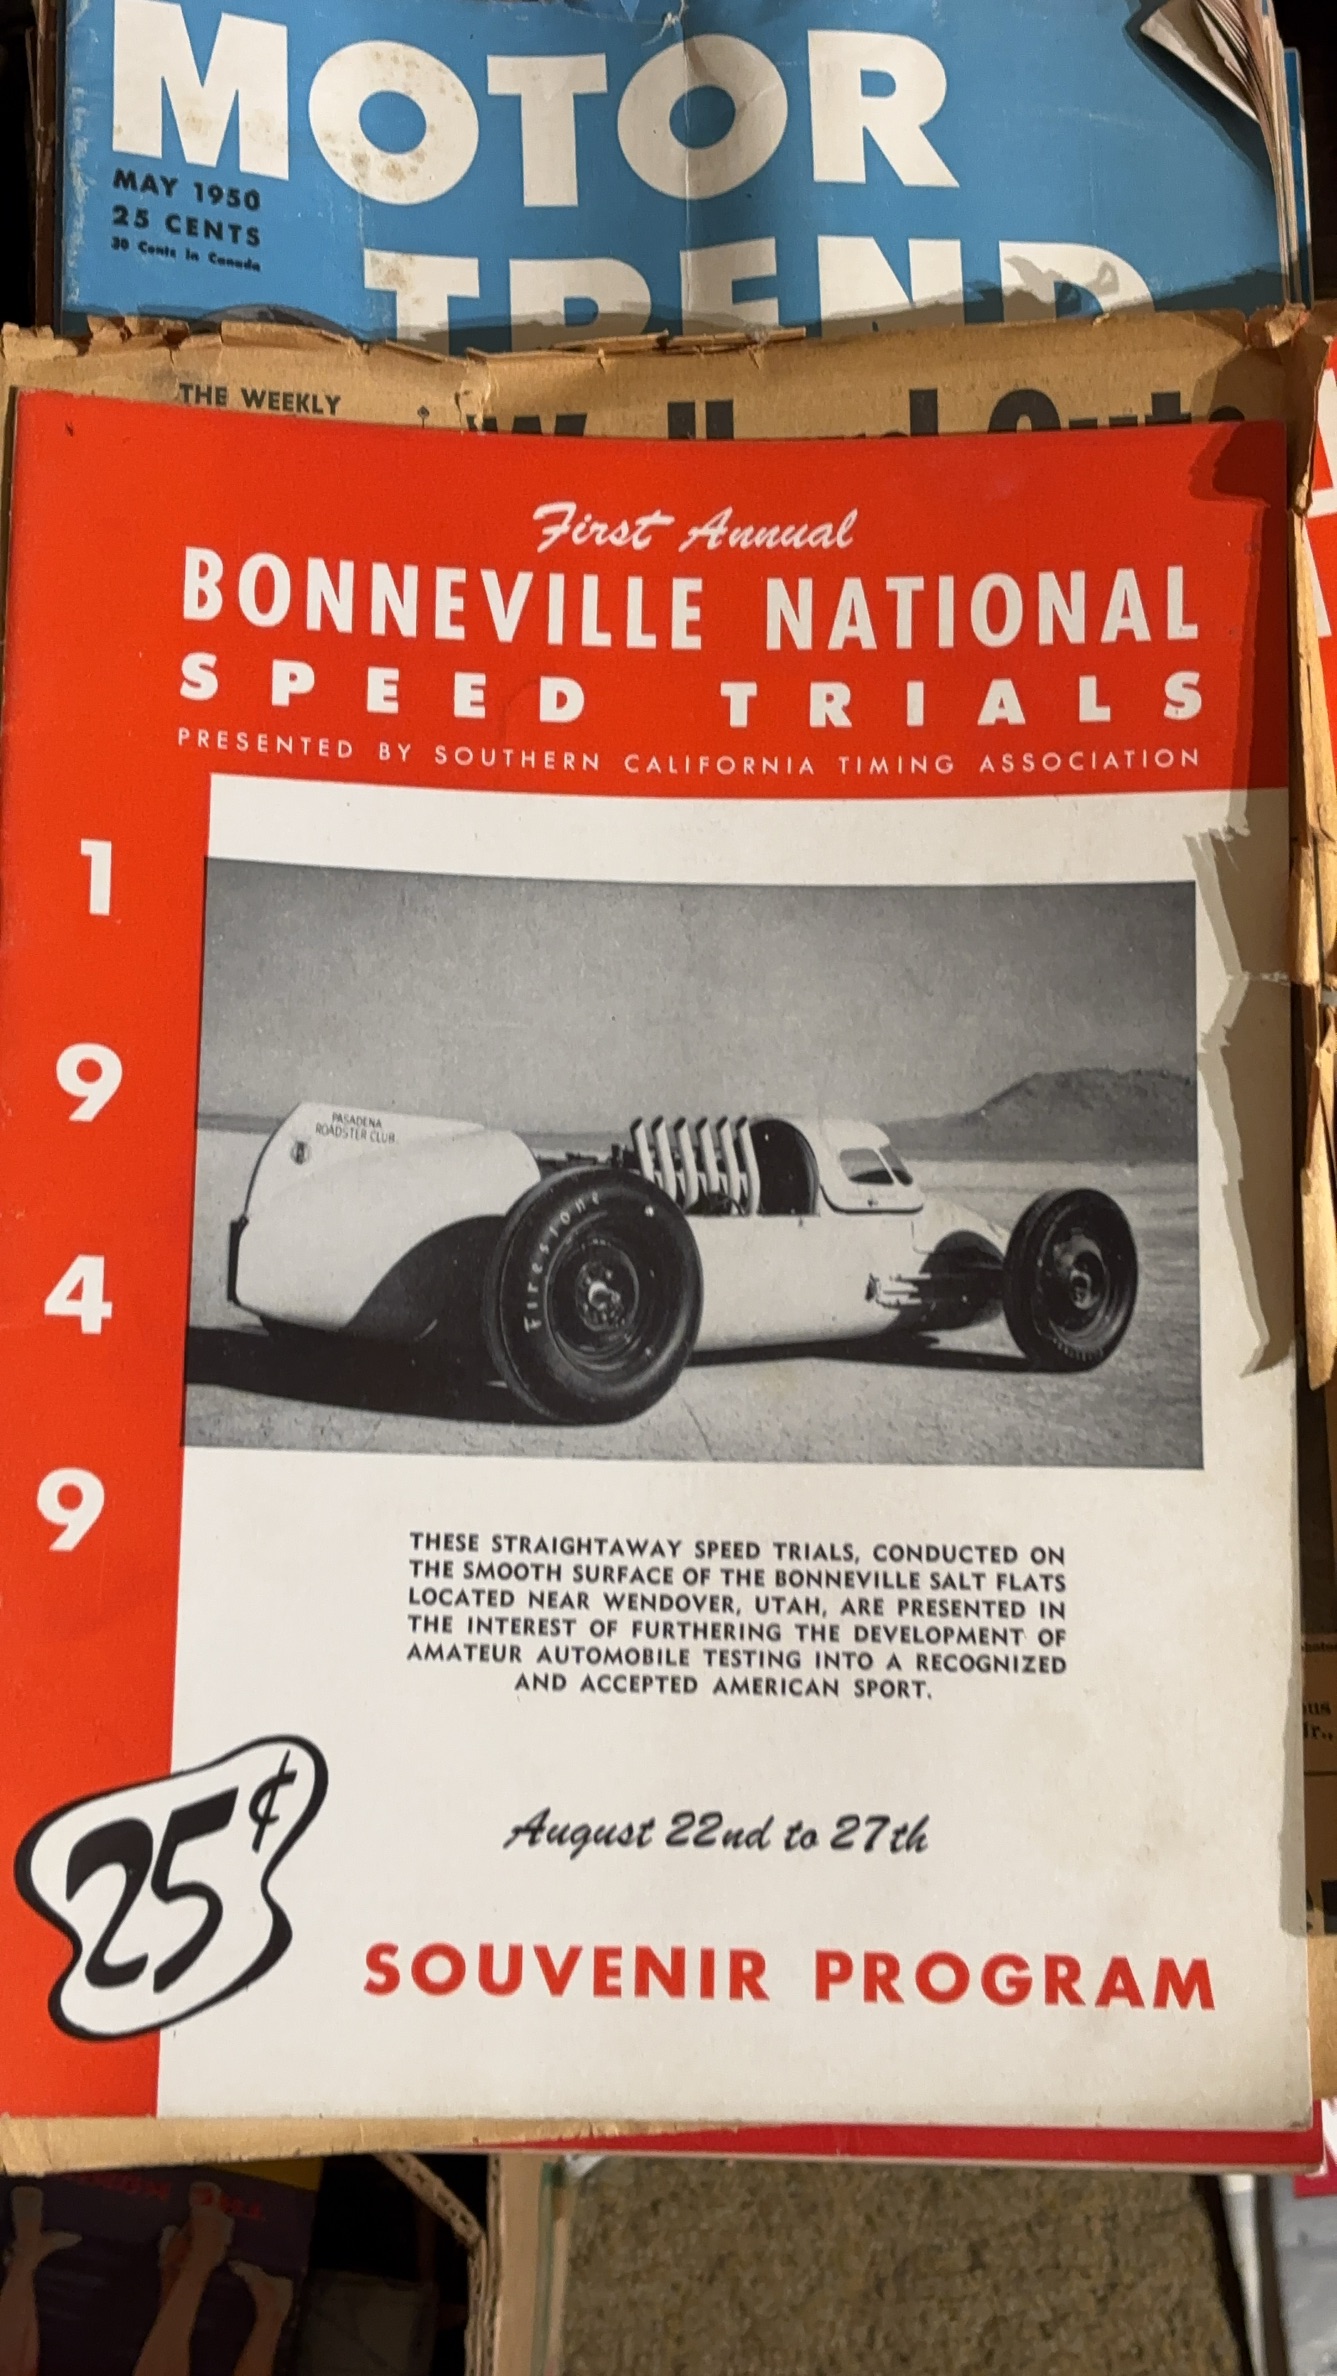 MOTOR
MAY 1950
25 CENTS
30 Cents in Canada
TREND
THE WEEKLY
First Annual
BONNEVILLE NATIONAL
SPEED TRIALS
PRESENTED BY SOUTHERN CALIFORNIA TIMING ASSOCIATION
1
9
4
9
PASADENA
ROADSTER CLUB
Firestone
THESE STRAIGHTAWAY SPEED TRIALS, CONDUCTED ON
THE SMOOTH SURFACE OF THE BONNEVILLE SALT FLATS
LOCATED NEAR WENDOVER, UTAH, ARE PRESENTED IN
THE INTEREST OF FURTHERING THE DEVELOPMENT OF
AMATEUR AUTOMOBILE TESTING INTO A RECOGNIZED
AND ACCEPTED AMERICAN SPORT.
25¢
August 22nd to 27th
SOUVENIR PROGRAM